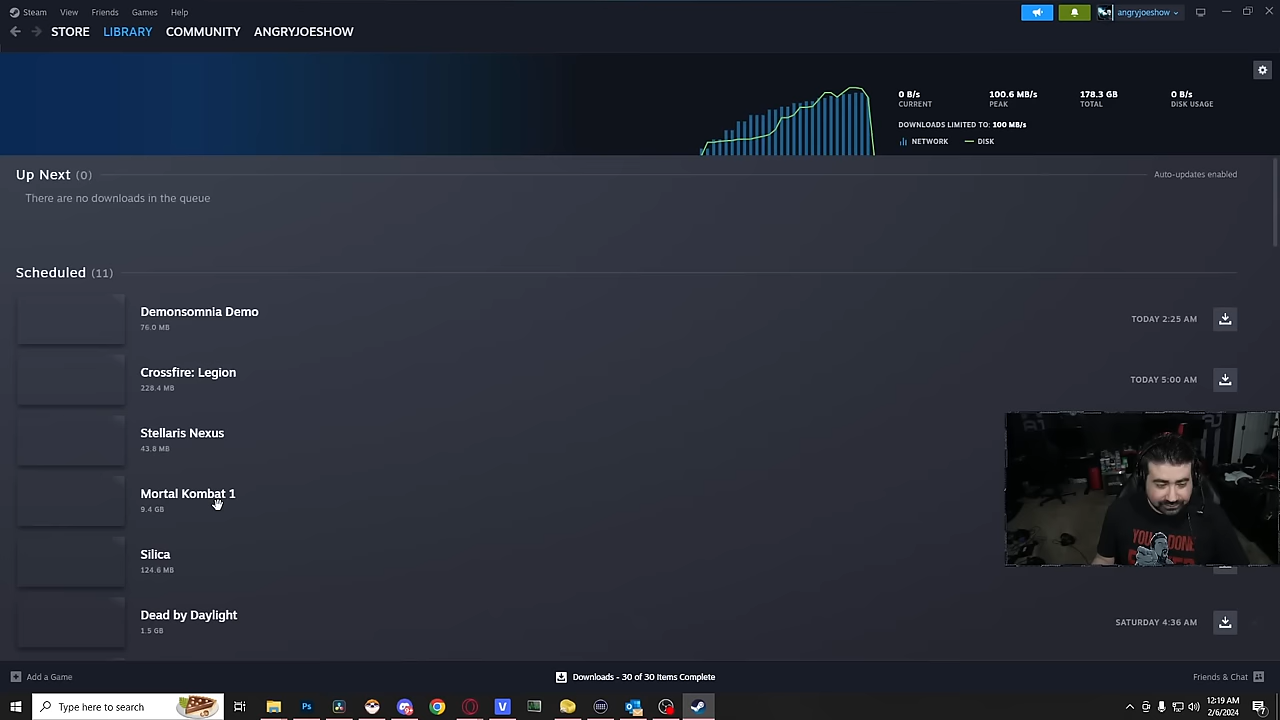 Steam View Friends Games Help
angryjoeshow
STORE LIBRARY COMMUNITY ANGRYJOESHOW
0 B/s 100.6 MB/s 178.3 GB 0 B/s
CURRENT PEAK TOTAL DISK USAGE
DOWNLOADS LIMITED TO: 100 MB/s
NETWORK DISK
Up Next (0)
Auto-updates enabled
There are no downloads in the queue
Scheduled (11)
Demonsomnia Demo
76.0 MB
TODAY 2:25 AM
Crossfire: Legion
228.4 MB
TODAY 5:00 AM
Stellaris Nexus
43.8 MB
Mortal Kombat 1
9.4 GB
Silica
124.6 MB
Dead by Daylight
1.5 GB
SATURDAY 4:36 AM
Add a Game
Downloads - 30 of 30 Items Complete
Friends & Chat
Type here to search
12:19 AM
2/6/2024